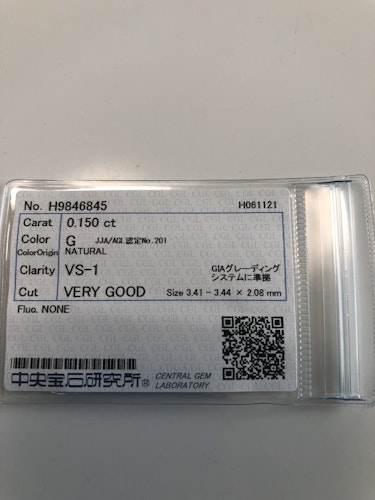 No. H9846845 H061121
Carat 0.150 ct
Color G JJA/AGL認定No.201
ColorOrigin NATURAL
Clarity VS-1 GIAグレーディング
システムに準拠
Cut VERY GOOD Size 3.41 - 3.44 × 2.08 mm
Fluo. NONE
中央宝石研究所® CENTRAL GEM
LABORATORY